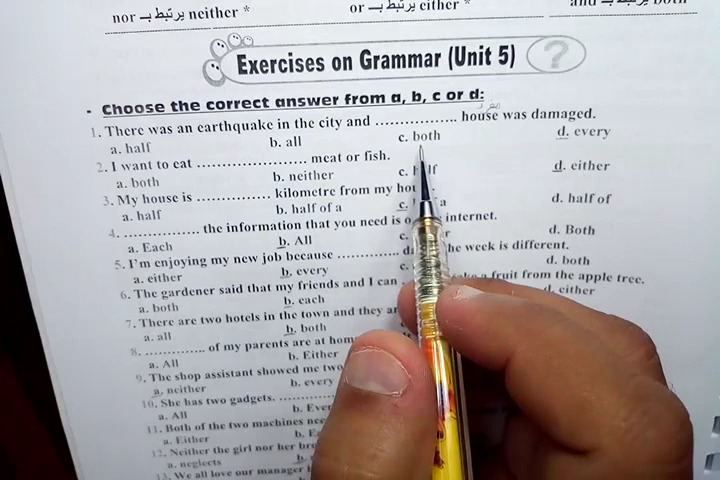 nor يرتبط بـ neither *
or يرتبط بـ either *
Exercises on Grammar (Unit 5) ?
- Choose the correct answer from a, b, c or d:
مفرد
1. There was an earthquake in the city and ................ house was damaged.
a. half b. all c. both d. every
2. I want to eat ...................... meat or fish.
a. both b. neither c. d. either
3. My house is .............. kilometre from my
a. half b. half of a c. a d. half of
4. .............. the information that you need is internet.
a. Each b. All c. d. Both
5. I'm enjoying my new job because ............ the week is different.
a. either b. every c. d. both
6. The gardener said that my friends and I can a fruit from the apple tree.
a. both b. each d. either
7. There are two hotels in the town and they
a. all b. both
8. .............. of my parents are at
a. All b. Either
9. The shop assistant showed me two
a. neither b. every
10. She has two gadgets. ............
a. All b.
11. Both of the two machines
a. Either b.
12. Neither the girl nor her
a. neglects b.
13. We all love our manager